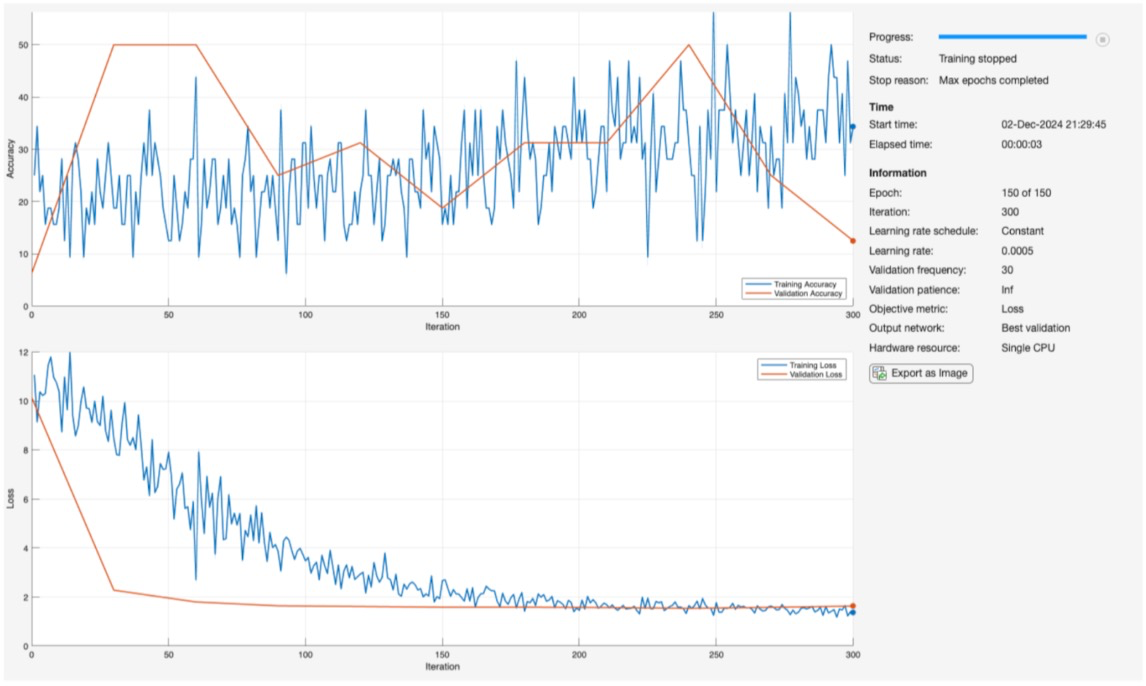 50
40
30
20
10
0
Accuracy
0 50 100 150 200 250 300
Iteration
Training Accuracy
Validation Accuracy
12
10
8
6
4
2
0
Loss
0 50 100 150 200 250 300
Iteration
Training Loss
Validation Loss
Progress:
Status: Training stopped
Stop reason: Max epochs completed
Time
Start time: 02-Dec-2024 21:29:45
Elapsed time: 00:00:03
Information
Epoch: 150 of 150
Iteration: 300
Learning rate schedule: Constant
Learning rate: 0.0005
Validation frequency: 30
Validation patience: Inf
Objective metric: Loss
Output network: Best validation
Hardware resource: Single CPU
Export as Image